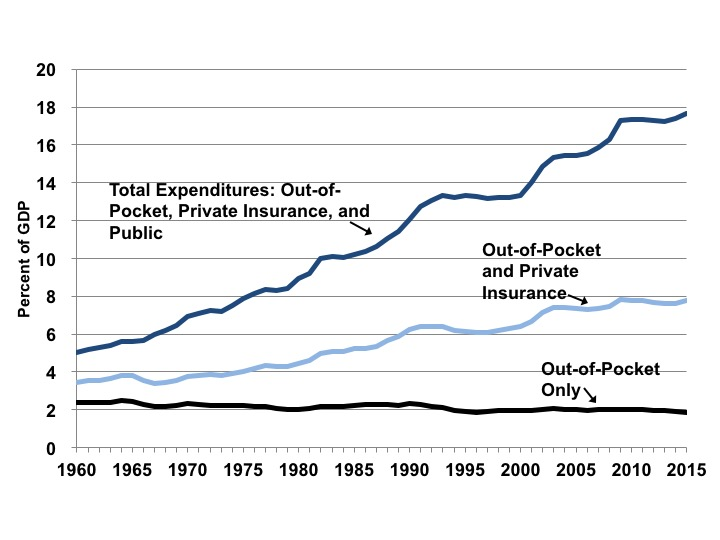 20
18
16
14
12
10
8
6
4
2
0
Percent of GDP
Total Expenditures: Out-of-
Pocket, Private Insurance, and
Public
Out-of-Pocket
and Private
Insurance
Out-of-Pocket
Only
1960 1965 1970 1975 1980 1985 1990 1995 2000 2005 2010 2015